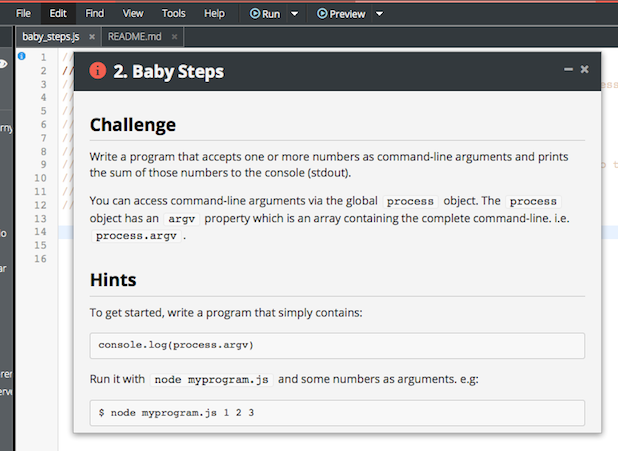 File Edit Find View Tools Help Run Preview
baby_steps.js × README.md ×
i 1 //
2 //
3 //
4 //
5 //
6 //
7 //
8 //
9 //
10 //
11 //
12 //
13
14
15
16
i 2. Baby Steps – ×
Challenge
Write a program that accepts one or more numbers as command-line arguments and prints
the sum of those numbers to the console (stdout).
You can access command-line arguments via the global process object. The process
object has an argv property which is an array containing the complete command-line. i.e.
process.argv .
Hints
To get started, write a program that simply contains:
console.log(process.argv)
Run it with node myprogram.js and some numbers as arguments. e.g:
$ node myprogram.js 1 2 3